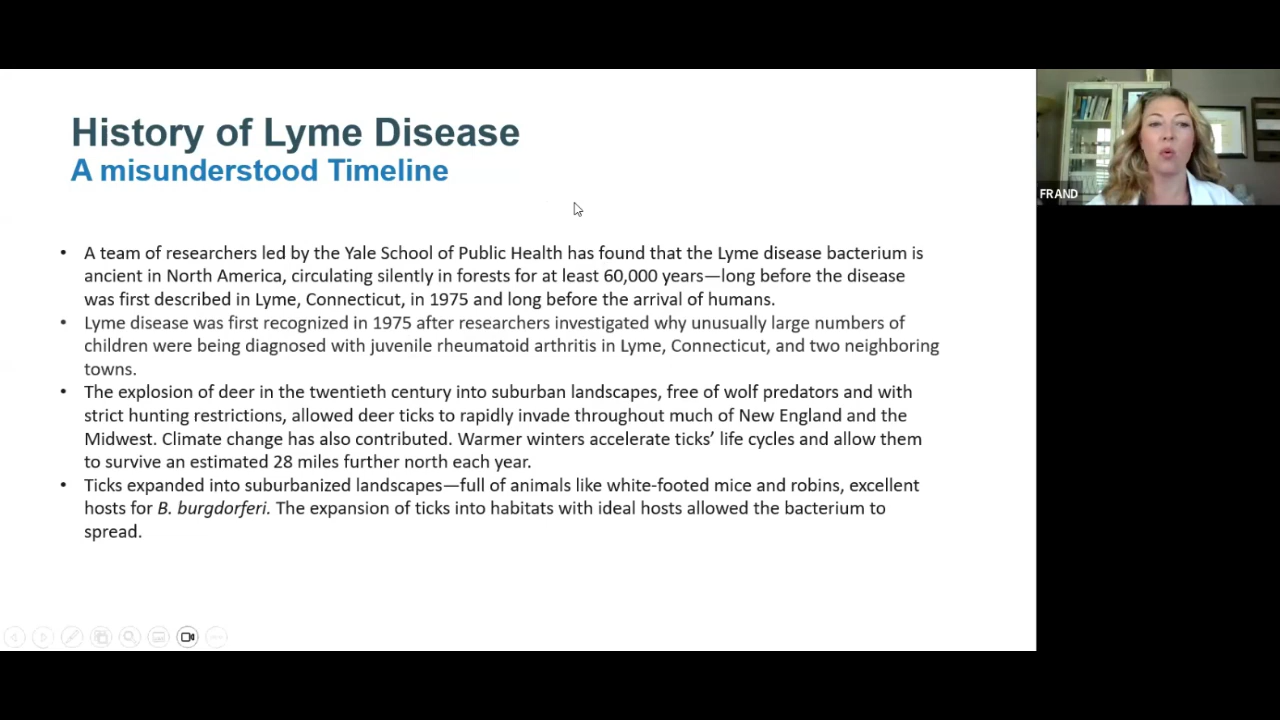 History of Lyme Disease
A misunderstood Timeline
• A team of researchers led by the Yale School of Public Health has found that the Lyme disease bacterium is
ancient in North America, circulating silently in forests for at least 60,000 years—long before the disease
was first described in Lyme, Connecticut, in 1975 and long before the arrival of humans.
• Lyme disease was first recognized in 1975 after researchers investigated why unusually large numbers of
children were being diagnosed with juvenile rheumatoid arthritis in Lyme, Connecticut, and two neighboring
towns.
• The explosion of deer in the twentieth century into suburban landscapes, free of wolf predators and with
strict hunting restrictions, allowed deer ticks to rapidly invade throughout much of New England and the
Midwest. Climate change has also contributed. Warmer winters accelerate ticks’ life cycles and allow them
to survive an estimated 28 miles further north each year.
• Ticks expanded into suburbanized landscapes—full of animals like white-footed mice and robins, excellent
hosts for B. burgdorferi. The expansion of ticks into habitats with ideal hosts allowed the bacterium to
spread.
FRAND